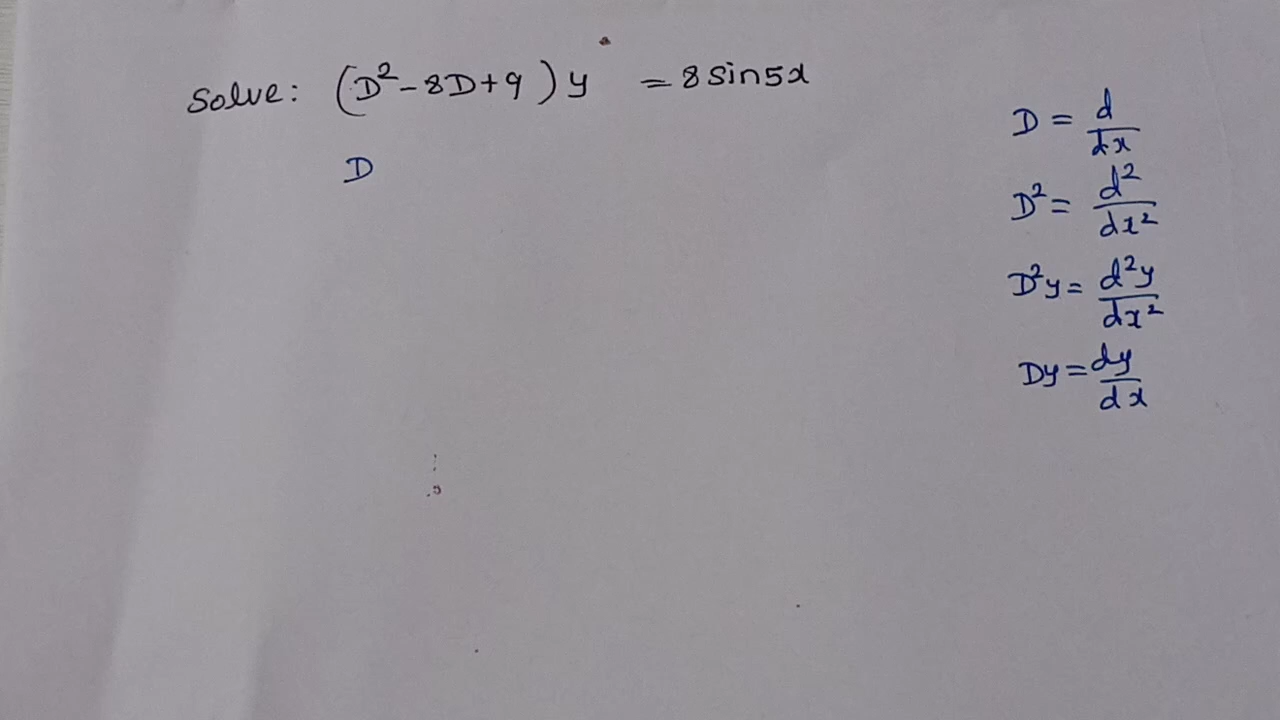 Solve: (D²-8D+9)y = 8 sin5x
D
D = d/dx
D² = d²/dx²
D²y = d²y/dx²
Dy = dy/dx